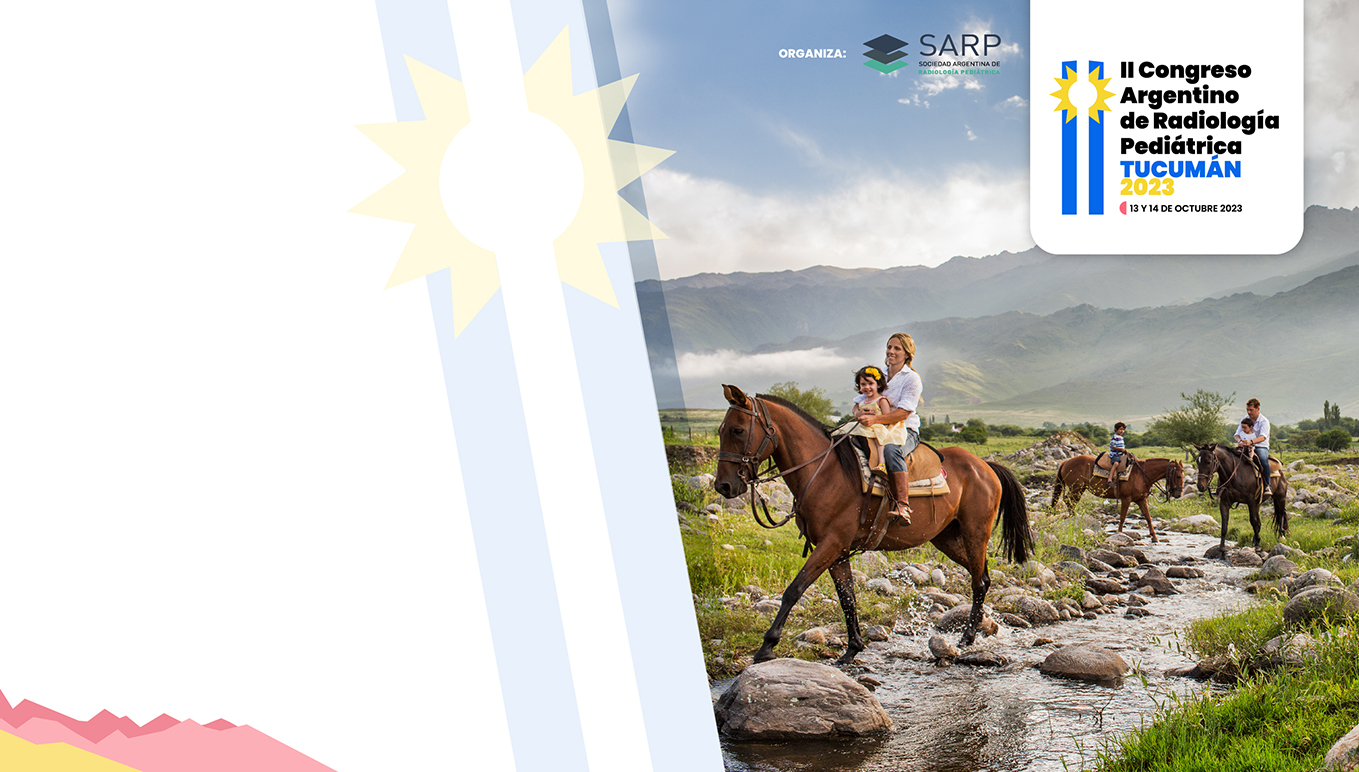 ORGANIZA:
SARP
SOCIEDAD ARGENTINA DE
RADIOLOGÍA PEDIÁTRICA
II Congreso
Argentino
de Radiología
Pediátrica
TUCUMÁN
2023
13 Y 14 DE OCTUBRE 2023